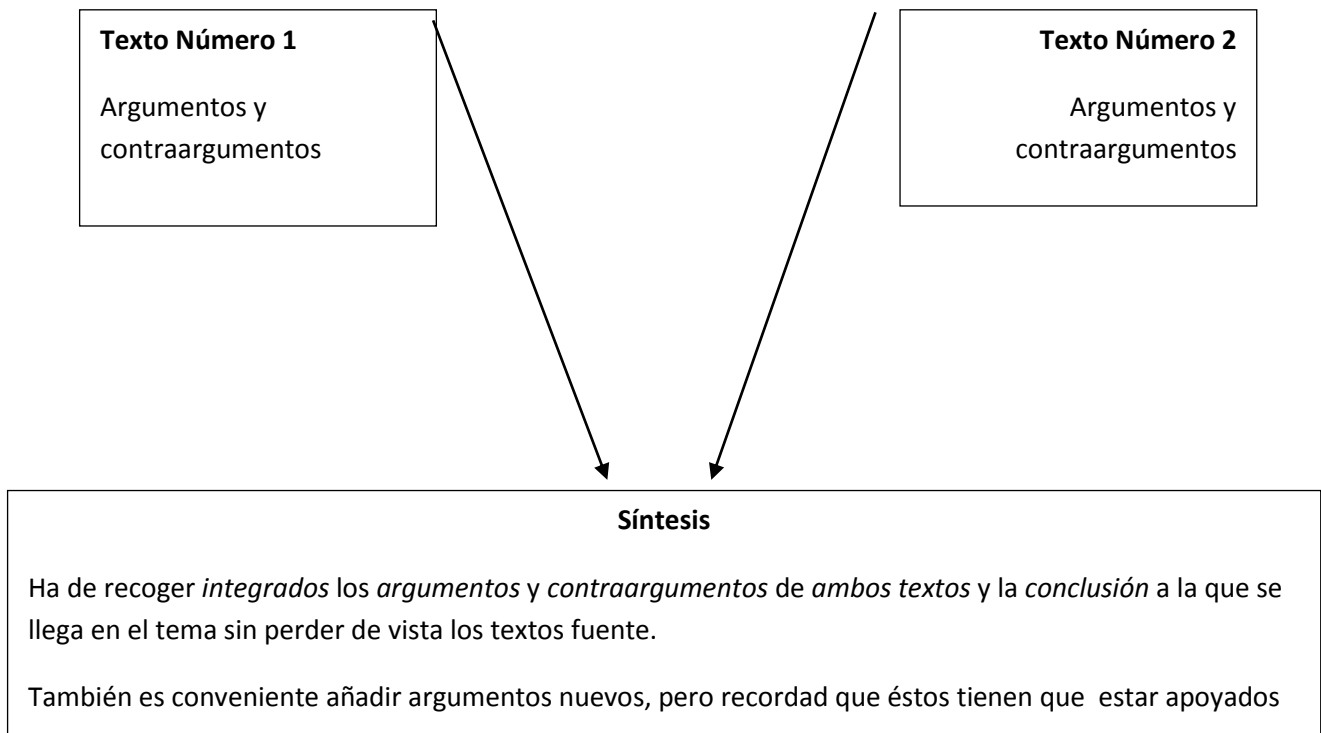 Texto Número 1
Argumentos y
contraargumentos
Texto Número 2
Argumentos y
contraargumentos
Síntesis
Ha de recoger integrados los argumentos y contraargumentos de ambos textos y la conclusión a la que se
llega en el tema sin perder de vista los textos fuente.
También es conveniente añadir argumentos nuevos, pero recordad que éstos tienen que estar apoyados